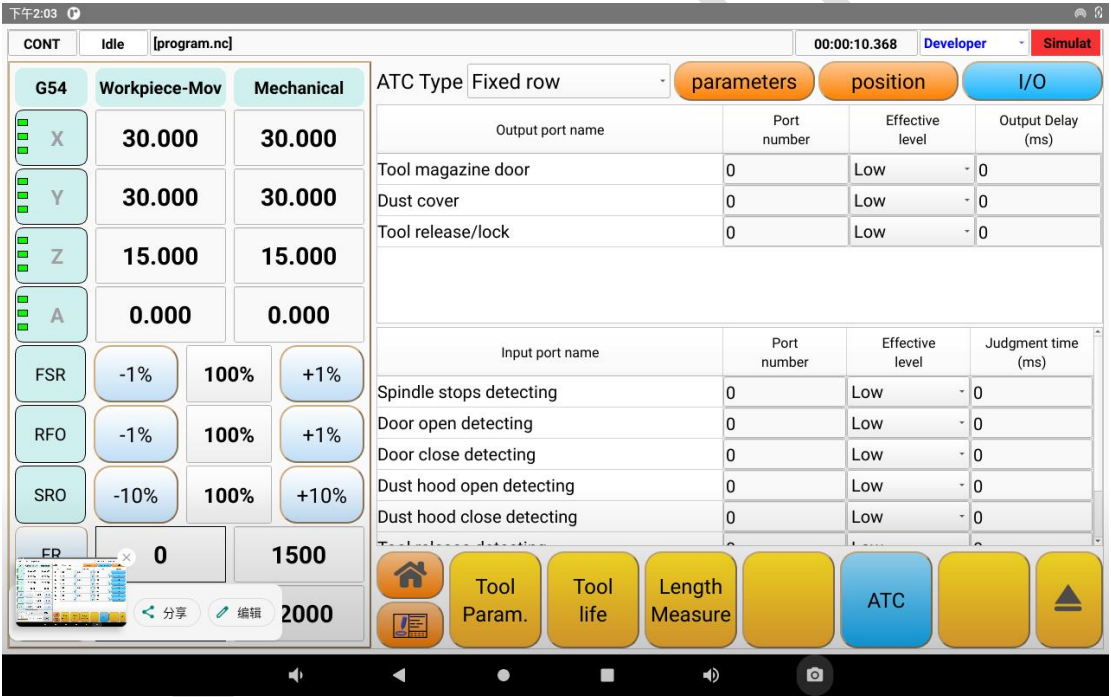 下午2:03
CONT Idle [program.nc] 00:00:10.368 Developer Simulat
G54 Workpiece-Mov Mechanical
X 30.000 30.000
Y 30.000 30.000
Z 15.000 15.000
A 0.000 0.000
FSR -1% 100% +1%
RFO -1% 100% +1%
SRO -10% 100% +10%
FR 0 1500
2000
分享 编辑
ATC Type Fixed row parameters position I/O
Output port name Port number Effective level Output Delay (ms)
Tool magazine door 0 Low 0
Dust cover 0 Low 0
Tool release/lock 0 Low 0
Input port name Port number Effective level Judgment time (ms)
Spindle stops detecting 0 Low 0
Door open detecting 0 Low 0
Door close detecting 0 Low 0
Dust hood open detecting 0 Low 0
Dust hood close detecting 0 Low 0
Tool release detecting 0 Low 0
Tool Param. Tool life Length Measure ATC